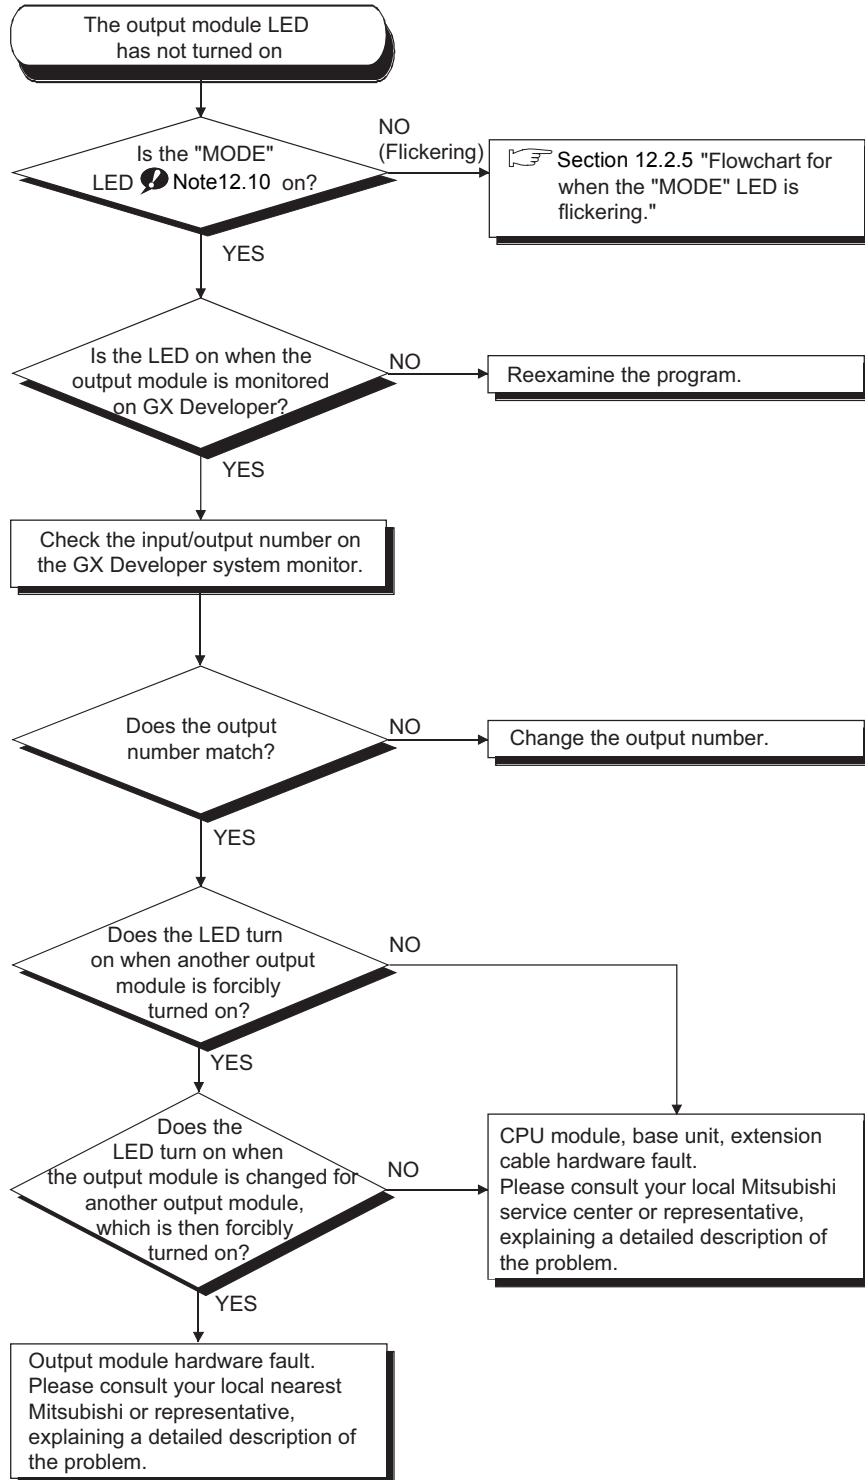 The output module LED
has not turned on
Is the "MODE"
LED Note12.10 on?
NO
(Flickering)
Section 12.2.5 "Flowchart for
when the "MODE" LED is
flickering."
YES
Is the LED on when the
output module is monitored
on GX Developer?
NO
Reexamine the program.
YES
Check the input/output number on
the GX Developer system monitor.
Does the output
number match?
NO
Change the output number.
YES
Does the LED turn
on when another output
module is forcibly
turned on?
NO
YES
Does the
LED turn on when
the output module is changed for
another output module,
which is then forcibly
turned on?
NO
CPU module, base unit, extension
cable hardware fault.
Please consult your local Mitsubishi
service center or representative,
explaining a detailed description of
the problem.
YES
Output module hardware fault.
Please consult your local nearest
Mitsubishi or representative,
explaining a detailed description of
the problem.